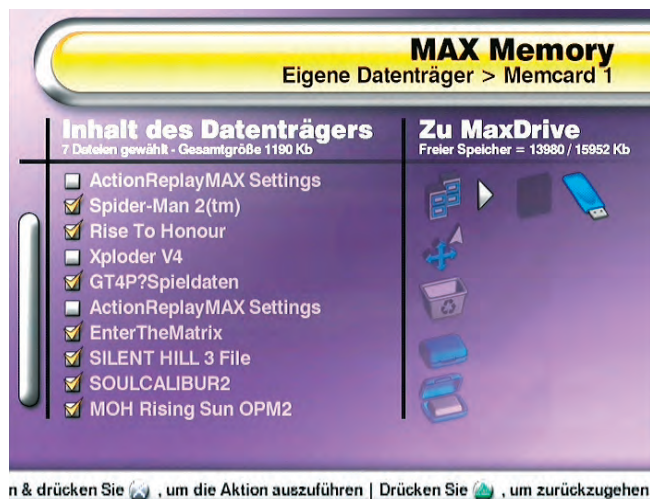 MAX Memory
Eigene Datenträger > Memcard 1
Inhalt des Datenträgers
7 Dateien gewählt - Gesamtgröße 1190 Kb
Zu MaxDrive
Freier Speicher = 13980 / 15952 Kb
ActionReplayMAX Settings
Spider-Man 2(tm)
Rise To Honour
Xploder V4
GT4P?Spieldaten
ActionReplayMAX Settings
EnterTheMatrix
SILENT HILL 3 File
SOULCALIBUR2
MOH Rising Sun OPM2
n & drücken Sie , um die Aktion auszuführen | Drücken Sie , um zurückzugehen